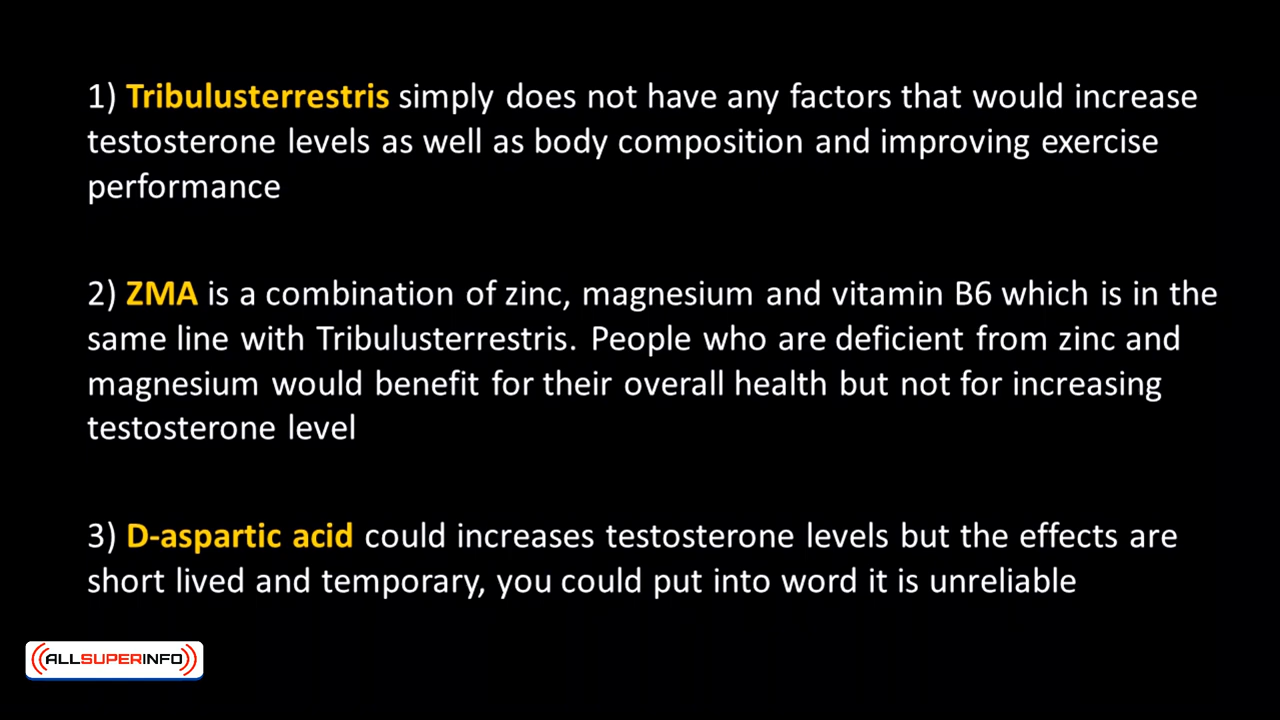 1) Tribulusterrestris simply does not have any factors that would increase
testosterone levels as well as body composition and improving exercise
performance
2) ZMA is a combination of zinc, magnesium and vitamin B6 which is in the
same line with Tribulusterrestris. People who are deficient from zinc and
magnesium would benefit for their overall health but not for increasing
testosterone level
3) D-aspartic acid could increases testosterone levels but the effects are
short lived and temporary, you could put into word it is unreliable
ALLSUPERINFO